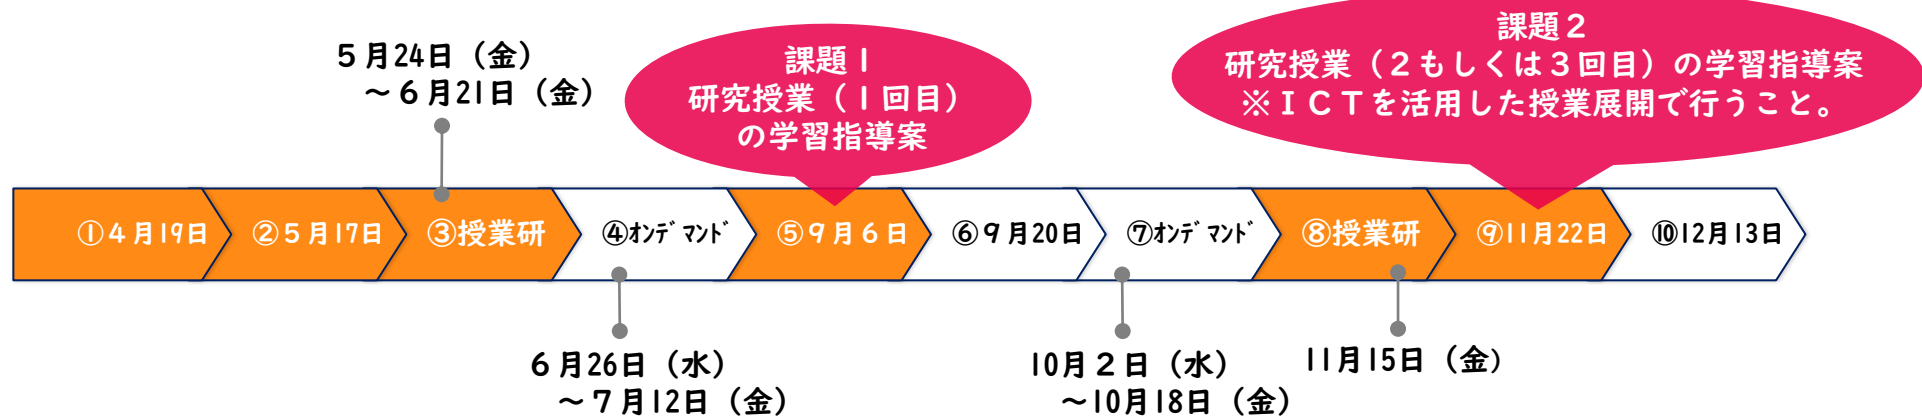 課題２
研究授業（２もしくは３回目）の学習指導案
※ＩＣＴを活用した授業展開で行うこと。
５月24日（金）
～６月21日（金）
課題１
研究授業（１回目）
の学習指導案
①４月19日
②５月17日
③授業研
④ｵﾝﾃﾞﾏﾝﾄﾞ
⑤９月６日
⑥９月20日
⑦ｵﾝﾃﾞﾏﾝﾄﾞ
⑧授業研
⑨11月22日
⑩12月13日
６月26日（水）
～７月12日（金）
10月２日（水）
～10月18日（金）
11月15日（金）